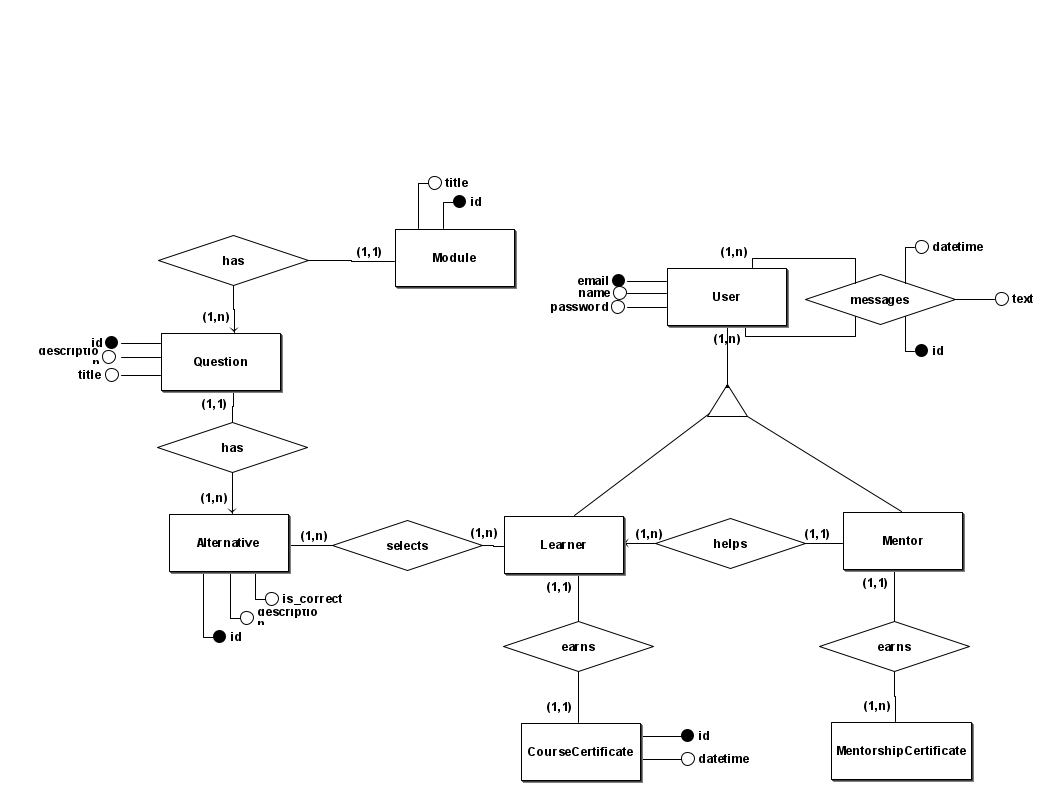 title
id
(1,1)
has
Module
(1,n)
datetime
email
name
password
User
messages
text
(1,n)
id
(1,n)
id
descriptio
n
title
Question
(1,1)
has
(1,n)
Alternative
(1,n)
selects
(1,n)
Learner
(1,n)
helps
(1,1)
Mentor
is_correct
descriptio
n
id
(1,1)
(1,1)
earns
earns
(1,1)
(1,n)
CourseCertificate
id
datetime
MentorshipCertificate